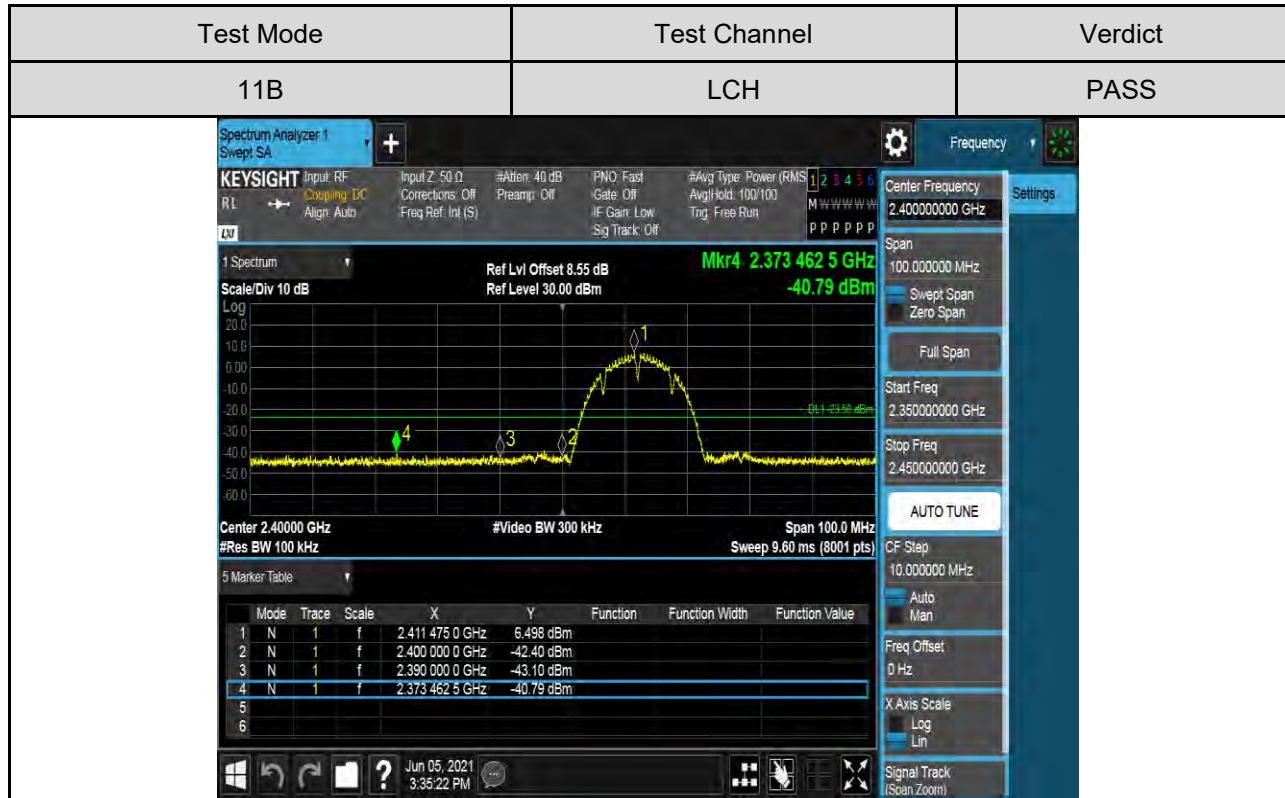 Test Mode Test Channel Verdict
11B LCH PASS
Spectrum Analyzer 1
Swept SA
+
Frequency
KEYSIGHT Input: RF Input Z: 50 Ω #Atten: 40 dB PNO: Fast #Avg Type: Power (RMS 1 2 3 4 5 6
RL Coupling: DC Corrections: Off Preamp: Off Gate: Off Avg|Hold: 100/100 M W W W W W
Align: Auto Freq Ref: Int (S) IF Gain: Low Trig: Free Run
LXI Sig Track: Off P P P P P P
1 Spectrum
Ref Lvl Offset 8.55 dB Mkr4 2.373 462 5 GHz
Scale/Div 10 dB Ref Level 30.00 dBm -40.79 dBm
Log
20.0
10.0
0.00
-10.0
-20.0
-30.0
-40.0
-50.0
-60.0
1
DL1 -23.50 dBm
4 3 2
Center 2.40000 GHz #Video BW 300 kHz Span 100.0 MHz
#Res BW 100 kHz Sweep 9.60 ms (8001 pts)
5 Marker Table
Mode Trace Scale X Y Function Function Width Function Value
1 N 1 f 2.411 475 0 GHz 6.498 dBm
2 N 1 f 2.400 000 0 GHz -42.40 dBm
3 N 1 f 2.390 000 0 GHz -43.10 dBm
4 N 1 f 2.373 462 5 GHz -40.79 dBm
5
6
?
Jun 05, 2021
3:35:22 PM
Center Frequency
2.400000000 GHz
Settings
Span
100.000000 MHz
Swept Span
Zero Span
Full Span
Start Freq
2.350000000 GHz
Stop Freq
2.450000000 GHz
AUTO TUNE
CF Step
10.000000 MHz
Auto
Man
Freq Offset
0 Hz
X Axis Scale
Log
Lin
Signal Track
(Span Zoom)